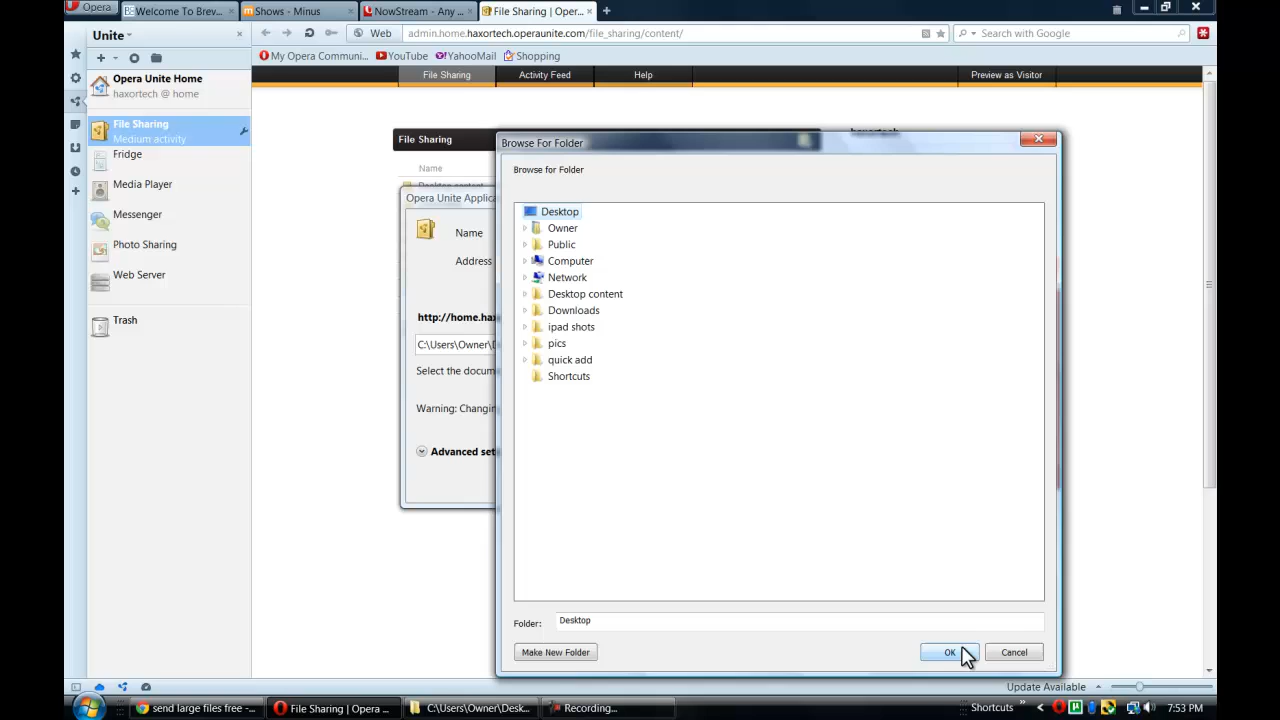 Opera
Welcome To Brev...
Shows - Minus
NowStream - Any ...
File Sharing | Oper...
Unite
Web
admin.home.haxortech.operaunite.com/file_sharing/content/
Search with Google
My Opera Communi...
YouTube
YahooMail
Shopping
Opera Unite Home
haxortech @ home
File Sharing
Activity Feed
Help
Preview as Visitor
File Sharing
Medium activity
Fridge
Media Player
Messenger
Photo Sharing
Web Server
Trash
File Sharing
haxortech
Name
Desktop content
Opera Unite Applica
Name
Address
http://home.hax
C:\Users\Owner\D
Select the docum
Warning: Changin
Advanced set
Browse For Folder
Browse for Folder
Desktop
Owner
Public
Computer
Network
Desktop content
Downloads
ipad shots
pics
quick add
Shortcuts
Folder:
Desktop
Make New Folder
OK
Cancel
Update Available
send large files free -...
File Sharing | Opera ...
C:\Users\Owner\Desk...
Recording...
Shortcuts
7:53 PM